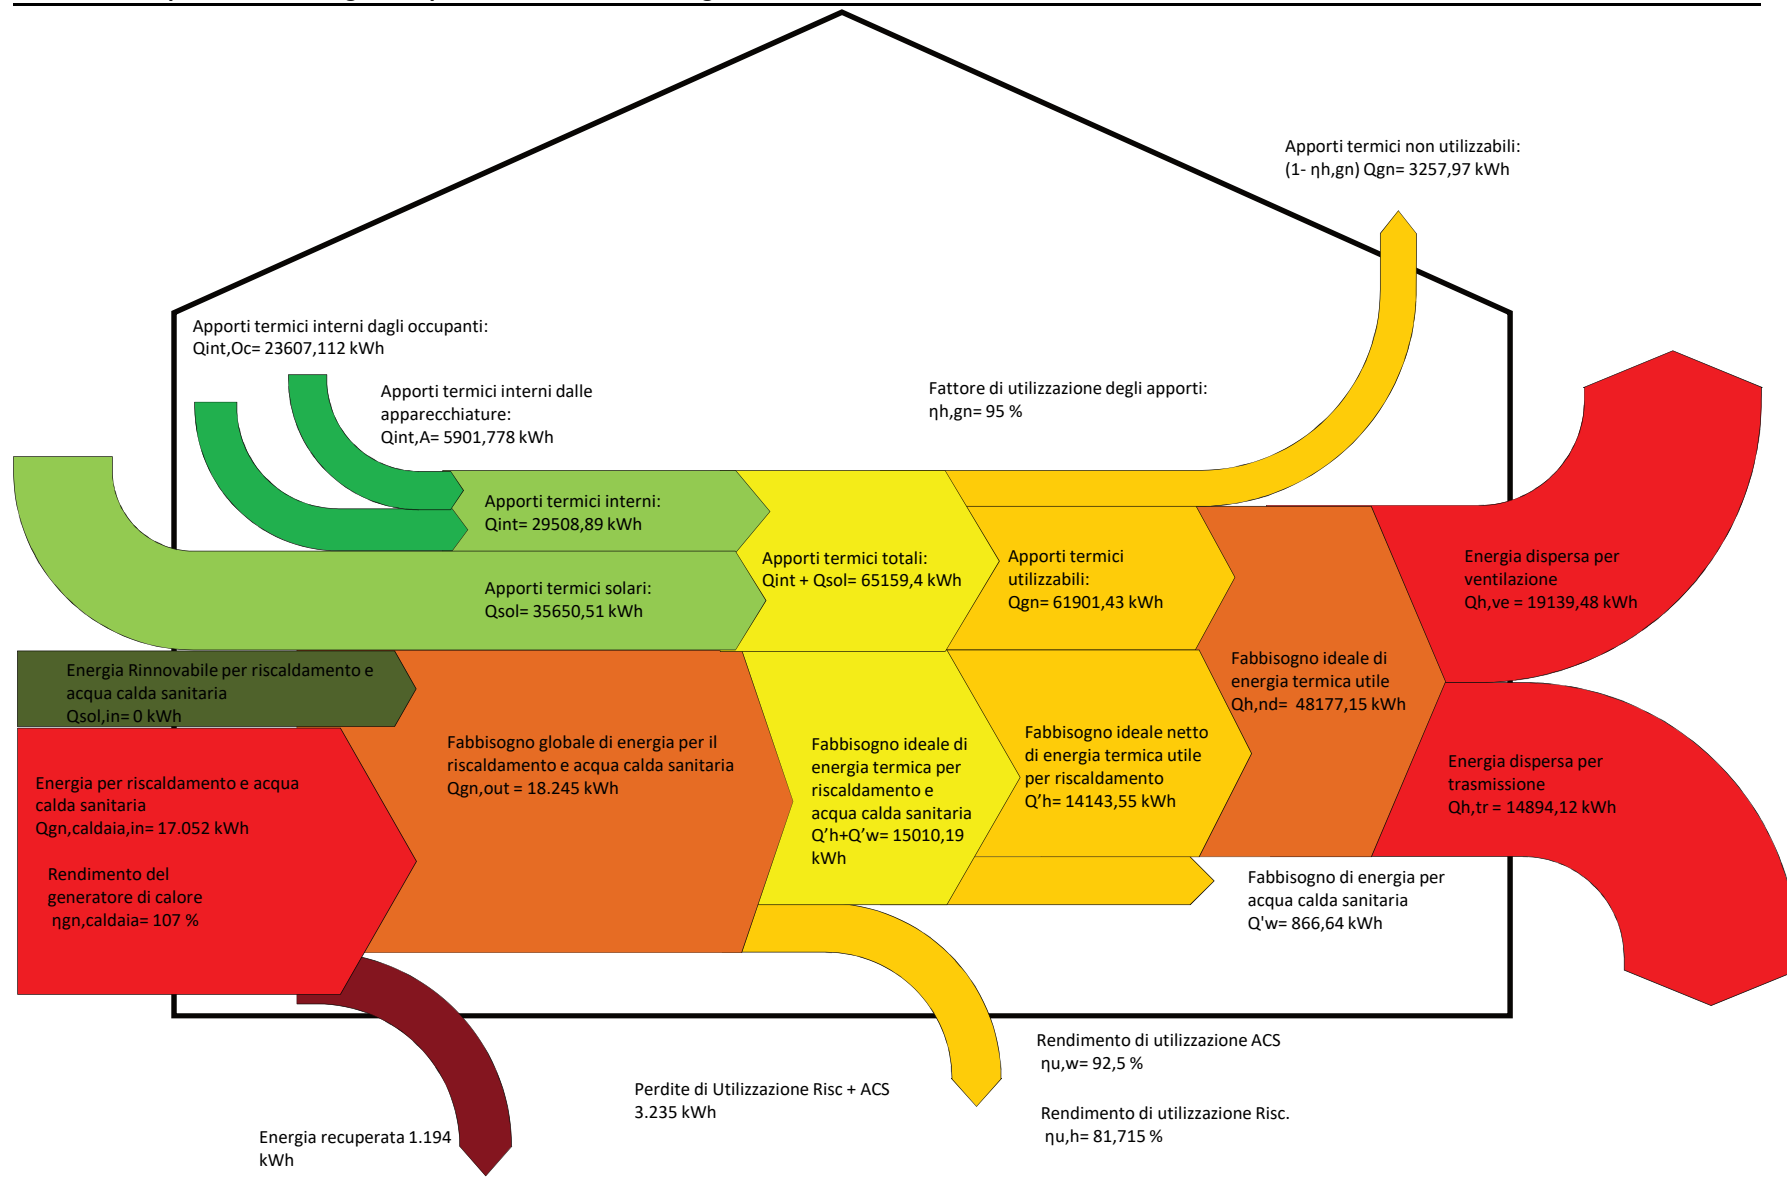 Apporti termici non utilizzabili:
(1- ηh,gn) Qgn= 3257,97 kWh
Apporti termici interni dagli occupanti:
Qint,Oc= 23607,112 kWh
Apporti termici interni dalle
apparecchiature:
Qint,A= 5901,778 kWh
Fattore di utilizzazione degli apporti:
ηh,gn= 95 %
Apporti termici interni:
Qint= 29508,89 kWh
Apporti termici solari:
Qsol= 35650,51 kWh
Apporti termici totali:
Qint + Qsol= 65159,4 kWh
Apporti termici
utilizzabili:
Qgn= 61901,43 kWh
Energia dispersa per
ventilazione
Qh,ve = 19139,48 kWh
Energia Rinnovabile per riscaldamento e
acqua calda sanitaria
Qsol,in= 0 kWh
Fabbisogno ideale di
energia termica utile
Qh,nd= 48177,15 kWh
Energia per riscaldamento e acqua
calda sanitaria
Qgn,caldaia,in= 17.052 kWh
Rendimento del
generatore di calore
ηgn,caldaia= 107 %
Fabbisogno globale di energia per il
riscaldamento e acqua calda sanitaria
Qgn,out = 18.245 kWh
Fabbisogno ideale di
energia termica per
riscaldamento e
acqua calda sanitaria
Q’h+Q’w= 15010,19
kWh
Fabbisogno ideale netto
di energia termica utile
per riscaldamento
Q’h= 14143,55 kWh
Energia dispersa per
trasmissione
Qh,tr = 14894,12 kWh
Fabbisogno di energia per
acqua calda sanitaria
Q'w= 866,64 kWh
Rendimento di utilizzazione ACS
ηu,w= 92,5 %
Perdite di Utilizzazione Risc + ACS
3.235 kWh
Rendimento di utilizzazione Risc.
ηu,h= 81,715 %
Energia recuperata 1.194
kWh